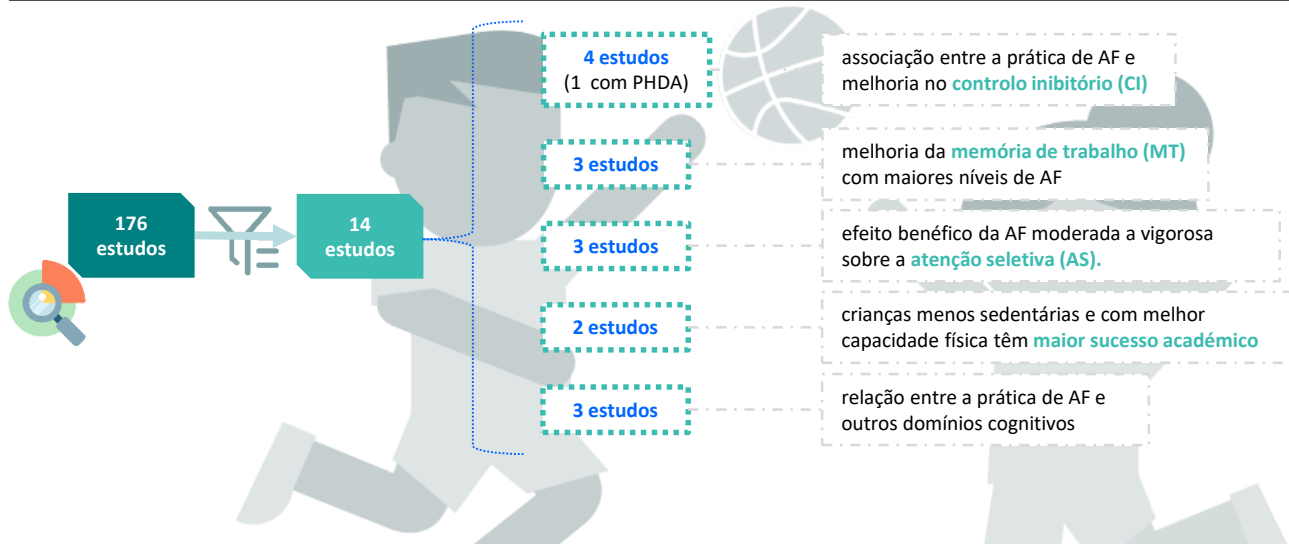 176
estudos
14
estudos
4 estudos
(1 com PHDA)
associação entre a prática de AF e
melhoria no controlo inibitório (CI)
3 estudos
melhoria da memória de trabalho (MT)
com maiores níveis de AF
3 estudos
efeito benéfico da AF moderada a vigorosa
sobre a atenção seletiva (AS).
2 estudos
crianças menos sedentárias e com melhor
capacidade física têm maior sucesso académico
3 estudos
relação entre a prática de AF e
outros domínios cognitivos